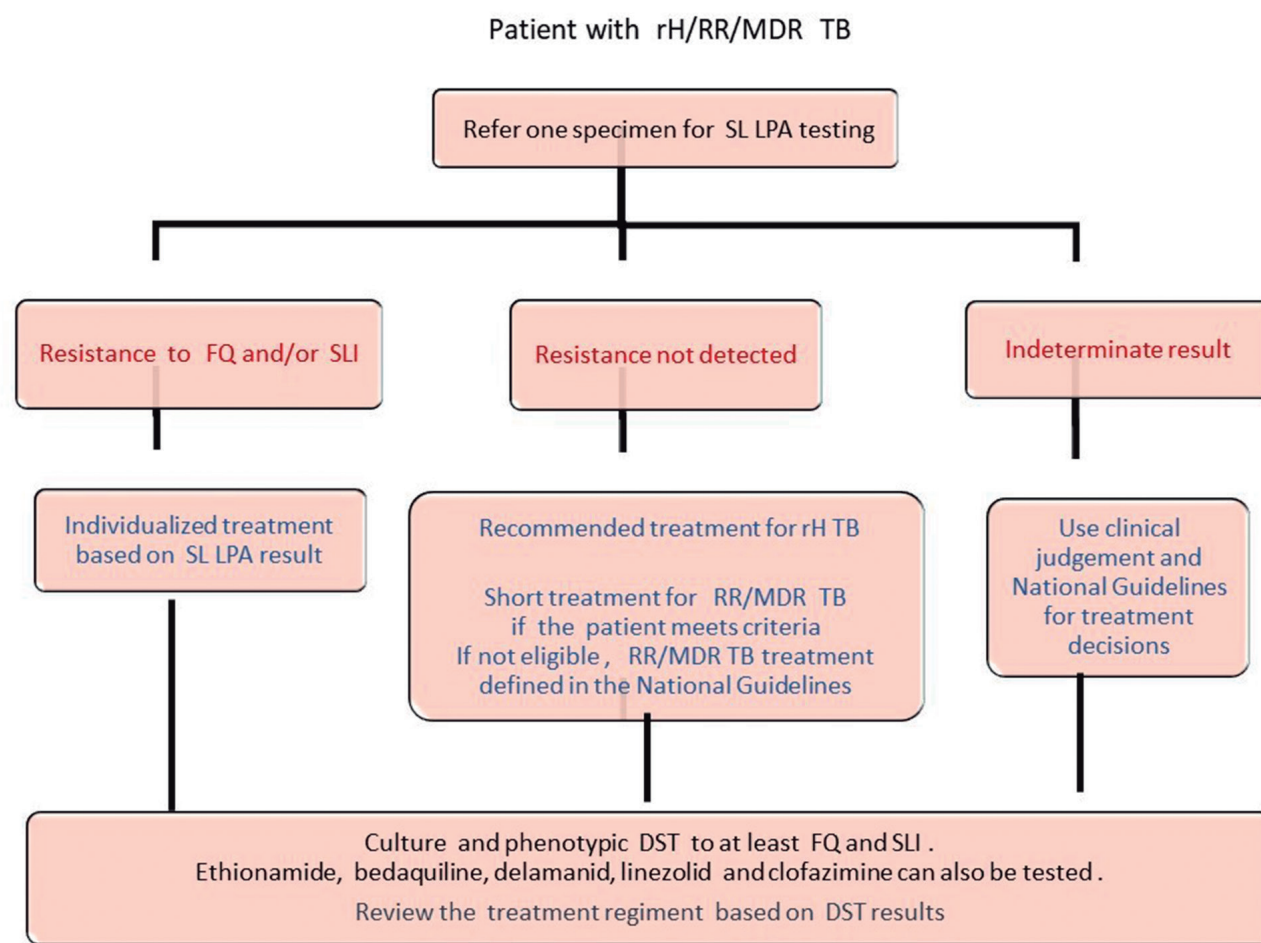 Patient with rH/RR/MDR TB
Refer one specimen for SL LPA testing
Resistance to FQ and/or SLI
Resistance not detected
Indeterminate result
Individualized treatment
based on SL LPA result
Recommended treatment for rH TB
Short treatment for RR/MDR TB
if the patient meets criteria
If not eligible, RR/MDR TB treatment
defined in the National Guidelines
Use clinical
judgement and
National Guidelines
for treatment
decisions
Culture and phenotypic DST to at least FQ and SLI.
Ethionamide, bedaquiline, delamanid, linezolid and clofazimine can also be tested.
Review the treatment regiment based on DST results